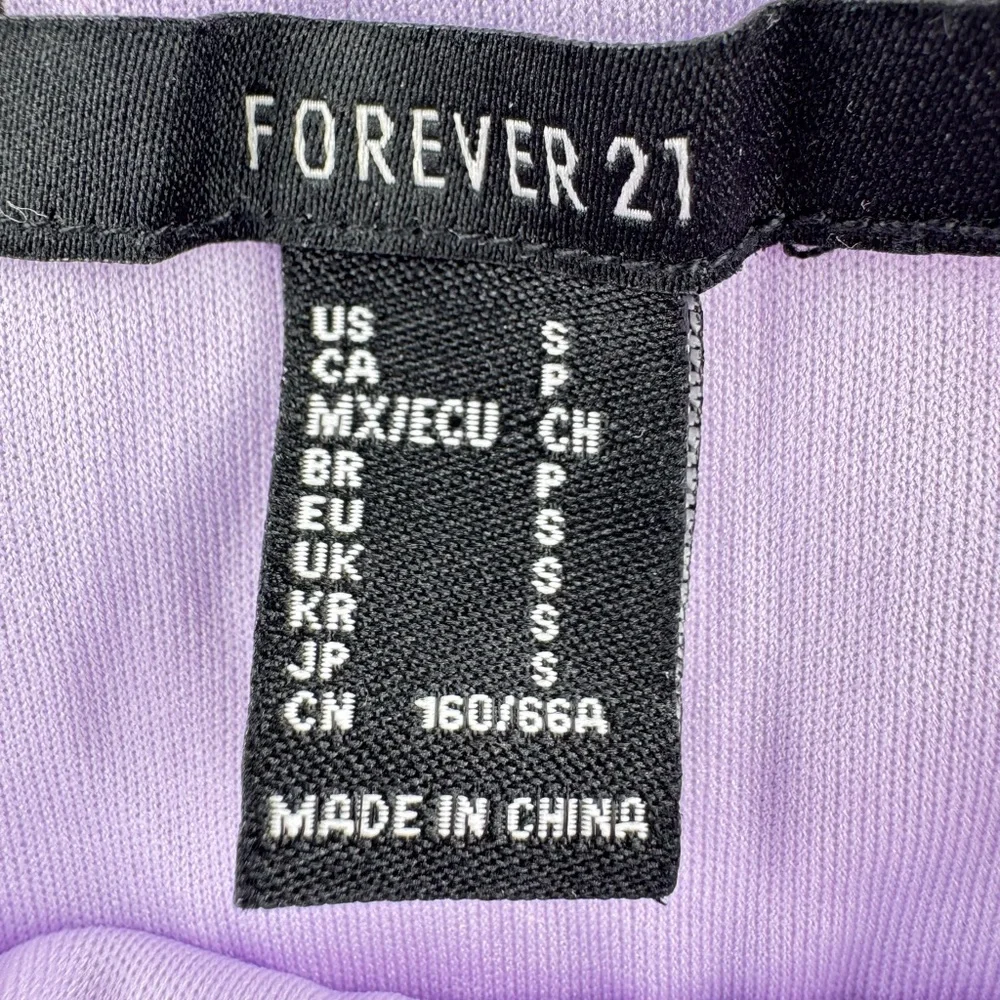 FOREVER 21
US S
CA P
MX/ECU CH
BR P
EU S
UK S
KR S
JP S
CN 160/66A
MADE IN CHINA